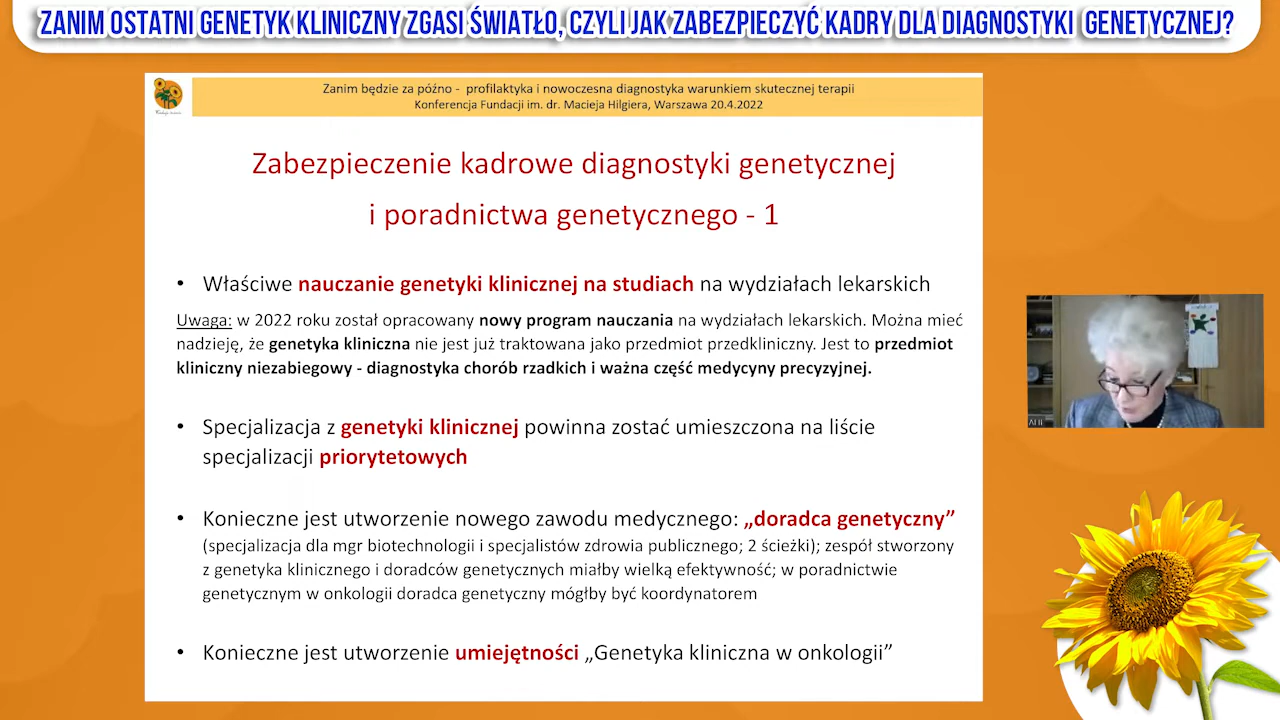 ZANIM OSTATNI GENETYK KLINICZNY ZGASI ŚWIATŁO, CZYLI JAK ZABEZPIECZYĆ KADRY DLA DIAGNOSTYKI GENETYCZNEJ?
Zanim będzie za późno - profilaktyka i nowoczesna diagnostyka warunkiem skutecznej terapii
Konferencja Fundacji im. dr. Macieja Hilgiera, Warszawa 20.4.2022
Zabezpieczenie kadrowe diagnostyki genetycznej
i poradnictwa genetycznego - 1
• Właściwe nauczanie genetyki klinicznej na studiach na wydziałach lekarskich
Uwaga: w 2022 roku został opracowany nowy program nauczania na wydziałach lekarskich. Można mieć
nadzieję, że genetyka kliniczna nie jest już traktowana jako przedmiot przedkliniczny. Jest to przedmiot
kliniczny niezabiegowy - diagnostyka chorób rzadkich i ważna część medycyny precyzyjnej.
• Specjalizacja z genetyki klinicznej powinna zostać umieszczona na liście
specjalizacji priorytetowych
• Konieczne jest utworzenie nowego zawodu medycznego: „doradca genetyczny”
(specjalizacja dla mgr biotechnologii i specjalistów zdrowia publicznego; 2 ścieżki); zespół stworzony
z genetyka klinicznego i doradców genetycznych miałby wielką efektywność; w poradnictwie
genetycznym w onkologii doradca genetyczny mógłby być koordynatorem
• Konieczne jest utworzenie umiejętności „Genetyka kliniczna w onkologii”